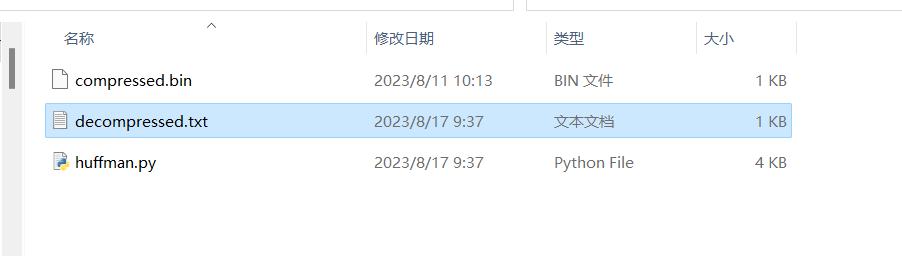 名称 修改日期 类型 大小
compressed.bin 2023/8/11 10:13 BIN 文件 1 KB
decompressed.txt 2023/8/17 9:37 文本文档 1 KB
huffman.py 2023/8/17 9:37 Python File 4 KB